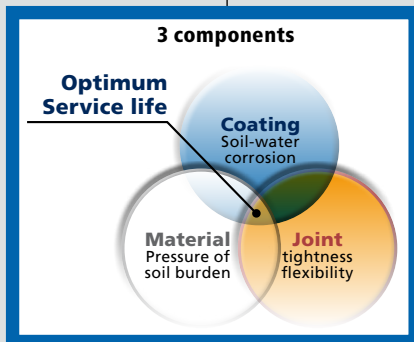 3 components
Optimum
Service life
Coating
Soil-water
corrosion
Material
Pressure of
soil burden
Joint
tightness
flexibility